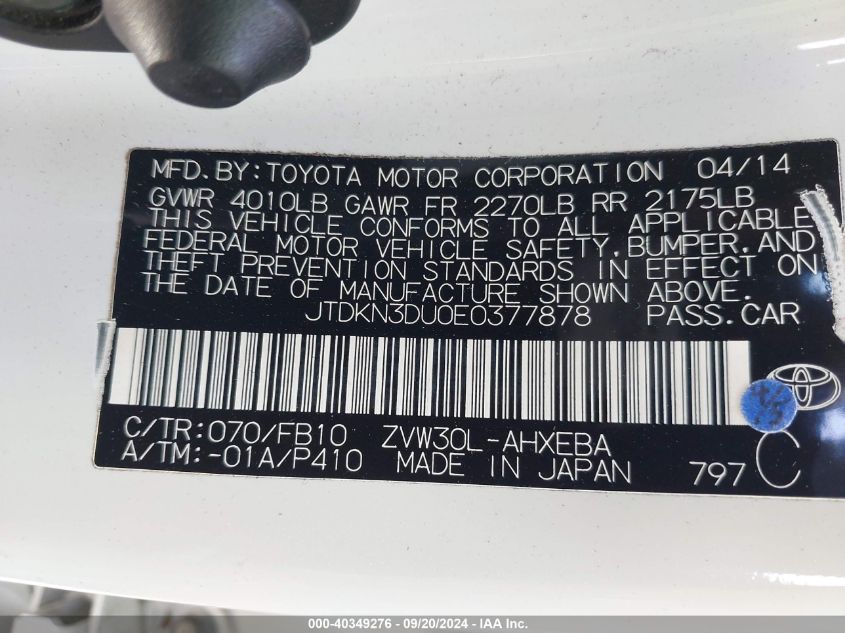 MFD. BY: TOYOTA MOTOR CORPORATION 04/14
GVWR 4010LB GAWR FR 2270LB RR 2175LB
THIS VEHICLE CONFORMS TO ALL APPLICABLE
FEDERAL MOTOR VEHICLE SAFETY, BUMPER, AND
THEFT PREVENTION STANDARDS IN EFFECT ON
THE DATE OF MANUFACTURE SHOWN ABOVE.
JTDKN3DU0E0377878 PASS.CAR
C/TR: 070/FB10 ZVW30L-AHXEBA
A/TM: -01A/P410 MADE IN JAPAN 797 C
000-40349276 - 09/20/2024 - IAA Inc.